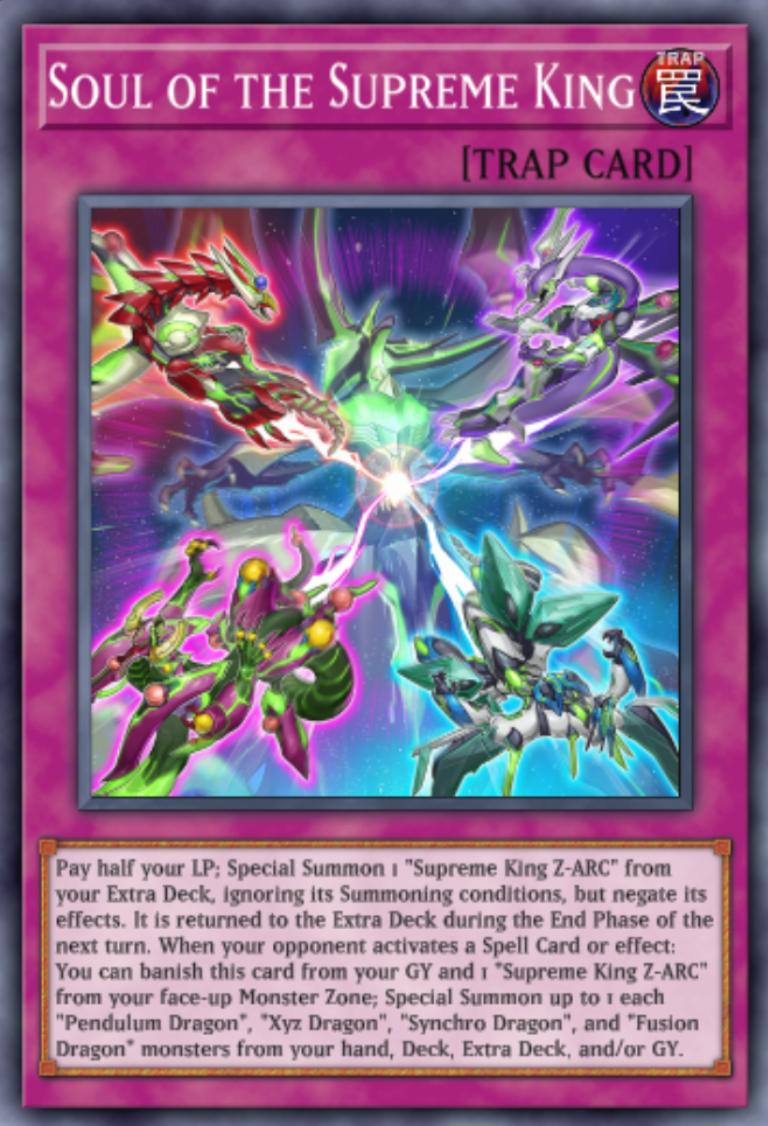 Soul of the Supreme King
TRAP
罠
[TRAP CARD]
Pay half your LP; Special Summon 1 "Supreme King Z-ARC" from
your Extra Deck, ignoring its Summoning conditions, but negate its
effects. It is returned to the Extra Deck during the End Phase of the
next turn. When your opponent activates a Spell Card or effect:
You can banish this card from your GY and 1 "Supreme King Z-ARC"
from your face-up Monster Zone; Special Summon up to 1 each
"Pendulum Dragon", "Xyz Dragon", "Synchro Dragon", and "Fusion
Dragon" monsters from your hand, Deck, Extra Deck, and/or GY.